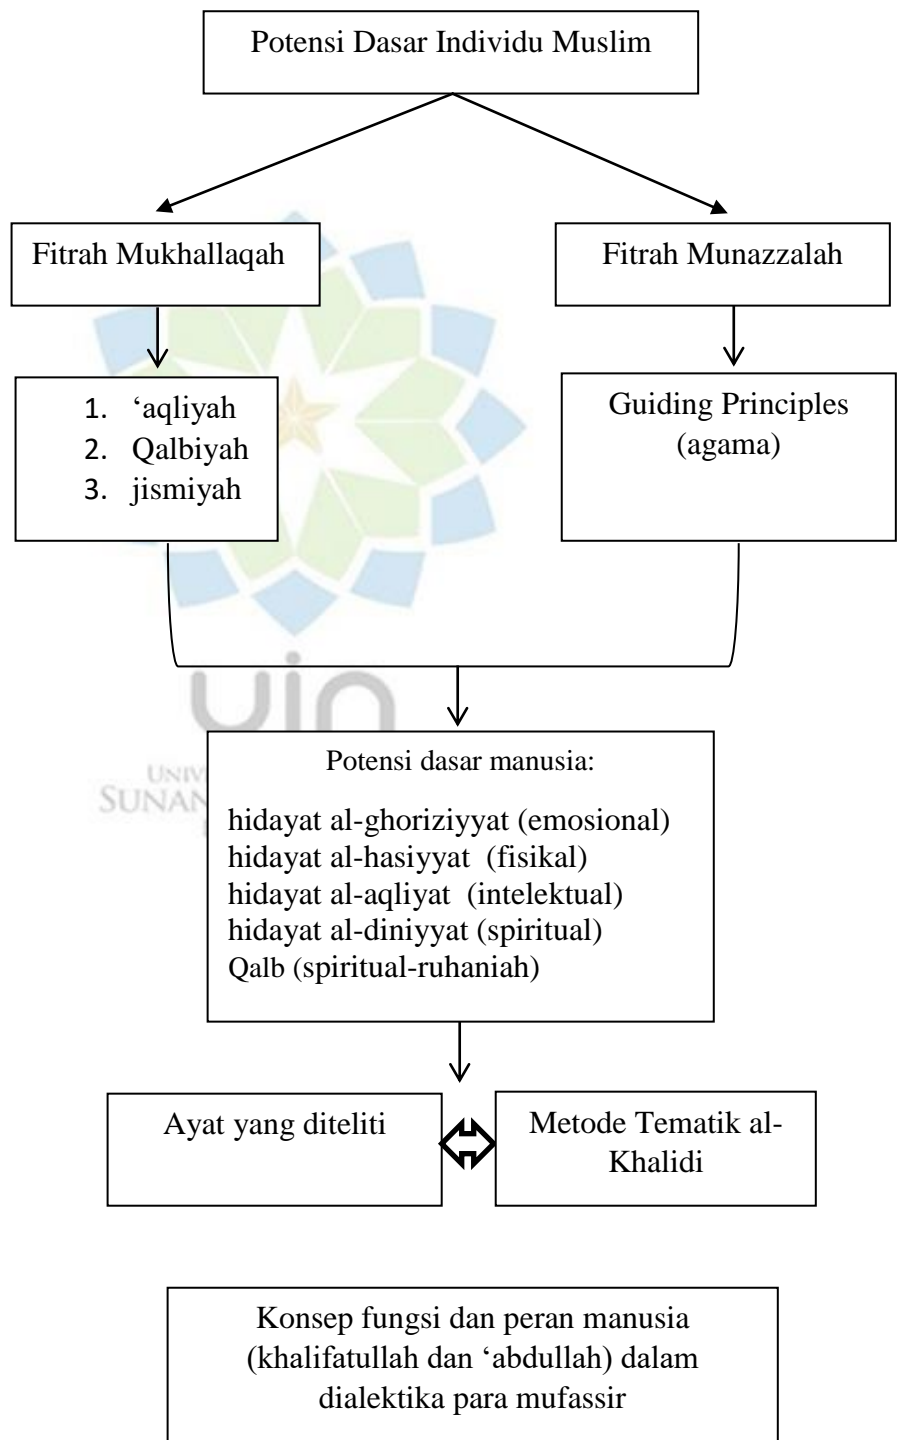 Potensi Dasar Individu Muslim
Fitrah Mukhallaqah
Fitrah Munazzalah
1. ‘aqliyah
2. Qalbiyah
3. jismiyah
Guiding Principles
(agama)
uin
SUNAN
Potensi dasar manusia:
hidayat al-ghoriziyyat (emosional)
hidayat al-hasiyyat (fisikal)
hidayat al-aqliyat (intelektual)
hidayat al-diniyyat (spiritual)
Qalb (spiritual-ruhaniah)
Ayat yang diteliti
Metode Tematik al-
Khalidi
Konsep fungsi dan peran manusia
(khalifatullah dan ‘abdullah) dalam
dialektika para mufassir